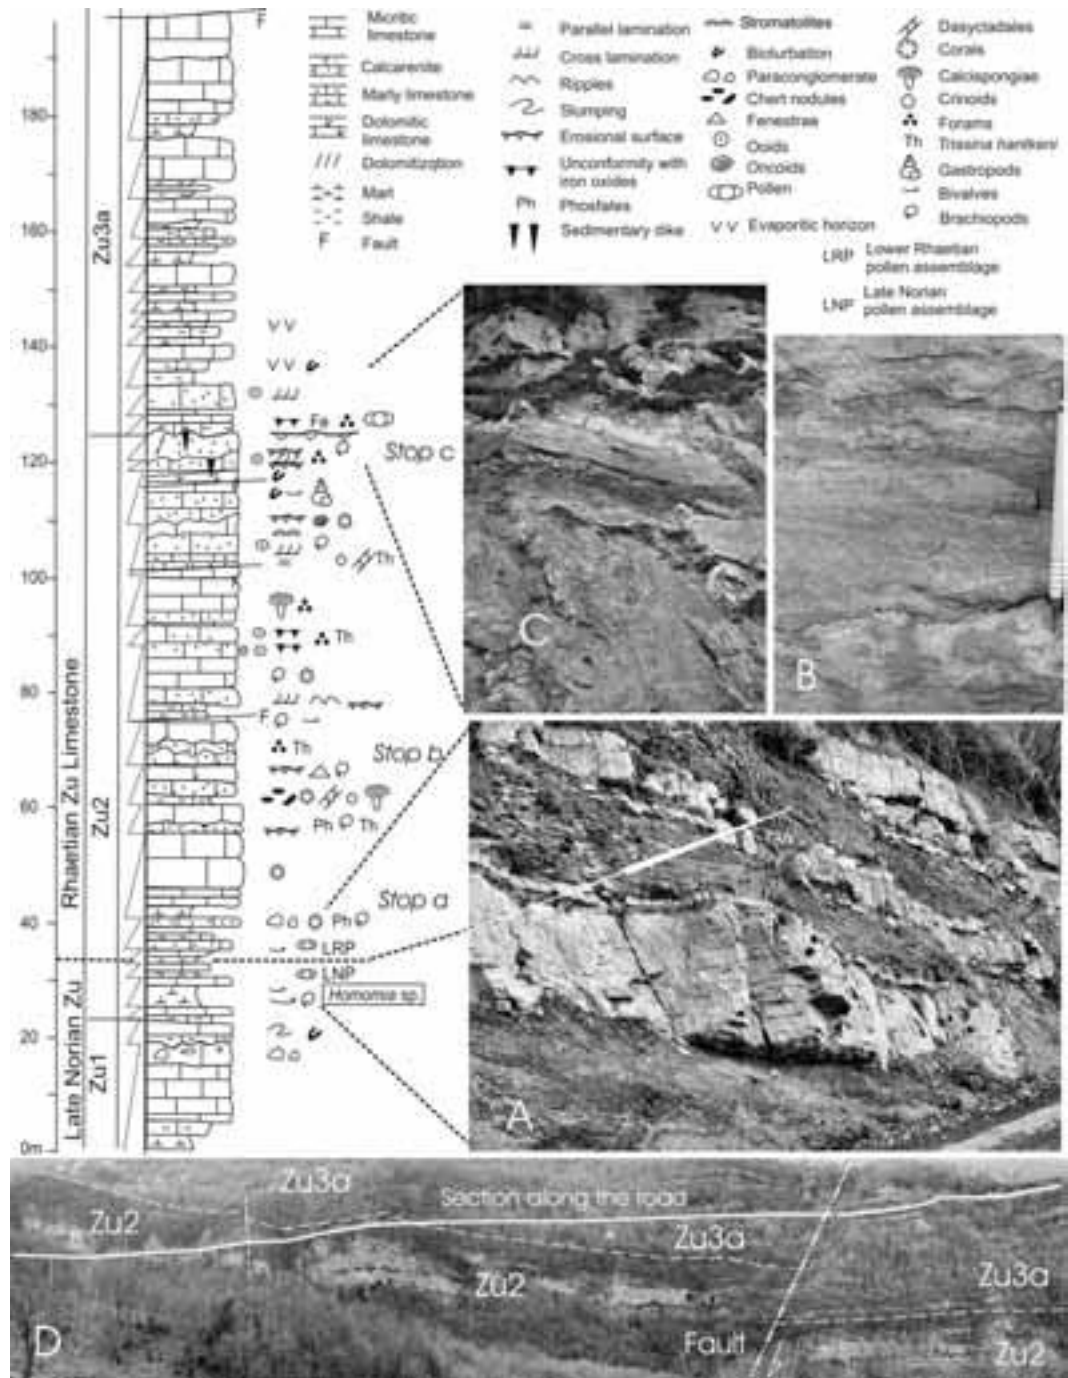 Micritic
limestone
Calcarenite
Marly limestone
Dolomitic
limestone
Dolomitization
Marl
Shale
F Fault
Parallel lamination
Cross lamination
Ripples
Slumping
Erosional surface
Unconformity with
iron oxides
Ph Phosfates
Sedimentary dike
Stromatolites
Bioturbation
Paraconglomerate
Chert nodules
Fenestrae
Ooids
Oncoids
Pollen
Evaporitic horizon
Dasycladales
Corals
Calcispongiae
Crinoids
Forams
Th Triasina hantkeni
Gastropods
Bivalves
Brachiopods
LRP Lower Rhaetian
pollen assemblage
LNP Late Norian
pollen assemblage
F
180
160
140
120
100
80
60
40
20
0m
Zu3a
Zu2
Zu1
Rhaetian Zu Limestone
Late Norian Zu
Fe
Stop c
Th
Th
F
Th
Stop b
Ph Th
Stop a
Ph
LRP
LNP
Homomia sp.
C
B
A
Zu3a
Section along the road
Zu2
Zu3a
Zu2
Zu3a
Fault
Zu2
D